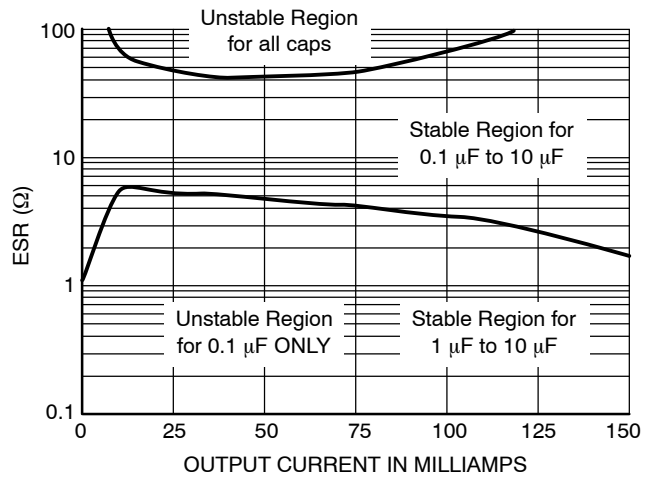 Unstable Region
for all caps
100
Stable Region for
0.1 µF to 10 µF
10
ESR (Ω)
1
Unstable Region
for 0.1 µF ONLY
Stable Region for
1 µF to 10 µF
0.1
0 25 50 75 100 125 150
OUTPUT CURRENT IN MILLIAMPS